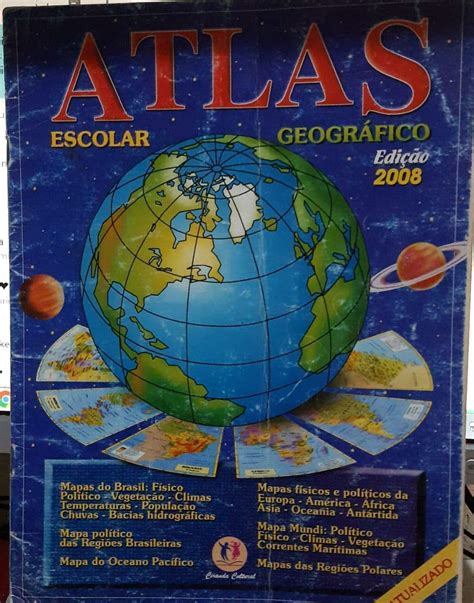 ATLAS
ESCOLAR
GEOGRÁFICO
Edição
2008
Mapas do Brasil: Físico
Político - Vegetação - Climas
Temperaturas - População
Chuvas - Bacias hidrográficas
Mapa político
das Regiões Brasileiras
Mapa do Oceano Pacífico
Mapas físicos e políticos da
Europa - América - África
Ásia - Oceania - Antártida
Mapa Mundi: Político
Físico - Climas - Vegetação
Correntes Marítimas
Mapas das Regiões Polares
Ciranda Cultural
ATUALIZADO